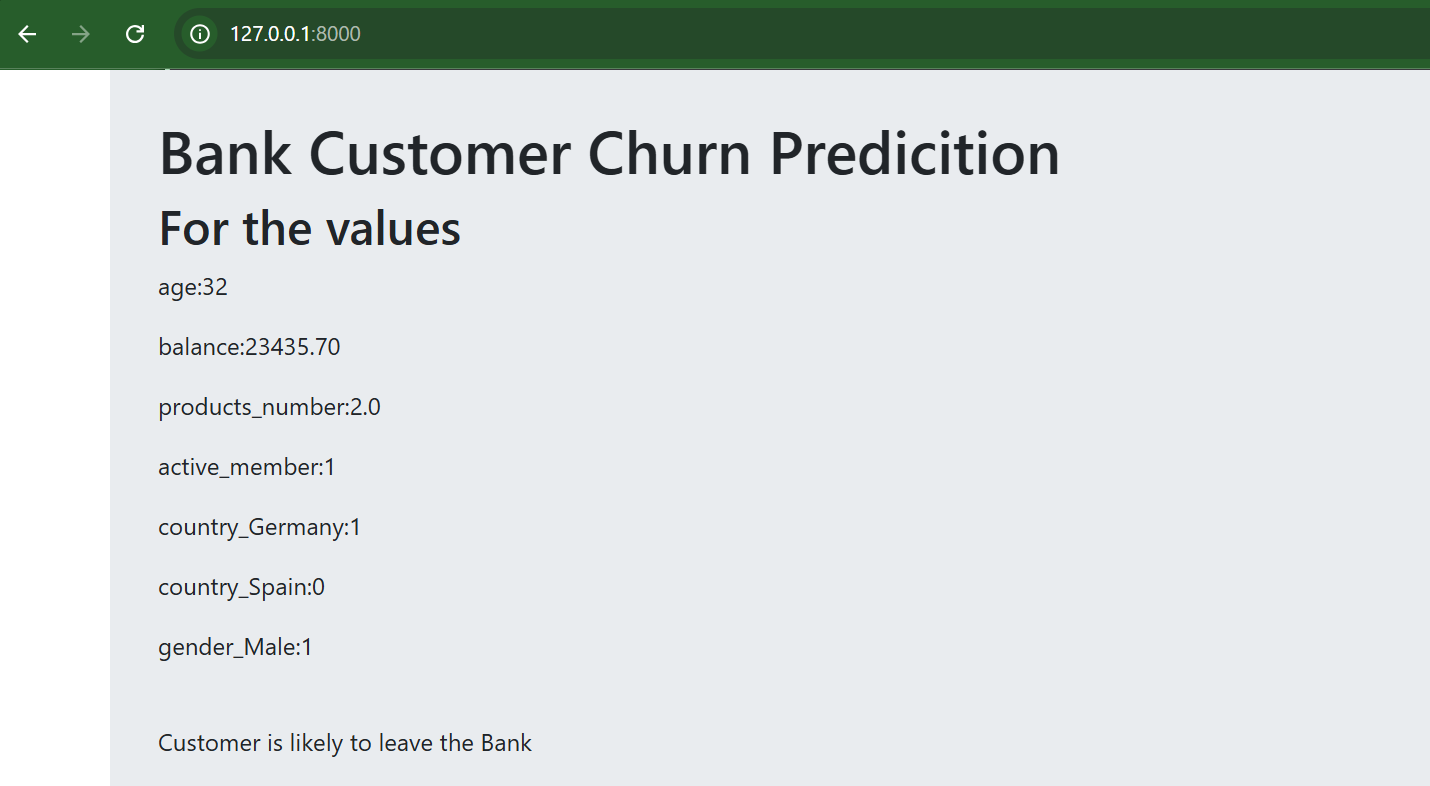 127.0.0.1:8000
Bank Customer Churn Predicition
For the values
age:32
balance:23435.70
products_number:2.0
active_member:1
country_Germany:1
country_Spain:0
gender_Male:1
Customer is likely to leave the Bank